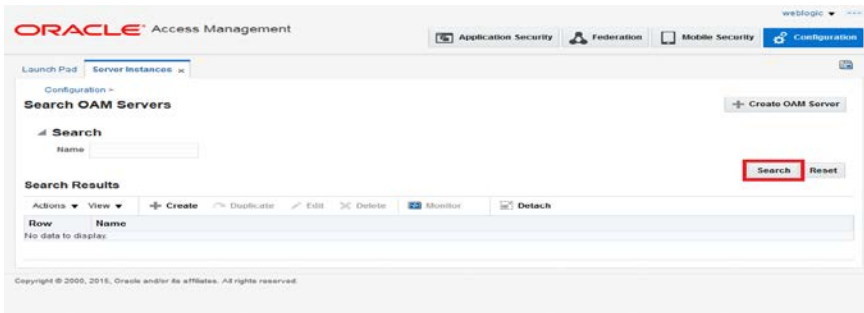 weblogic
ORACLE Access Management
Application Security Federation Mobile Security Configuration
Launch Pad Server Instances
Configuration >
Search OAM Servers
Create OAM Server
Search
Name
Search Reset
Search Results
Actions View Create Duplicate Edit Delete Monitor Detach
Row Name
No data to display.
Copyright © 2000, 2015, Oracle and/or its affiliates. All rights reserved.